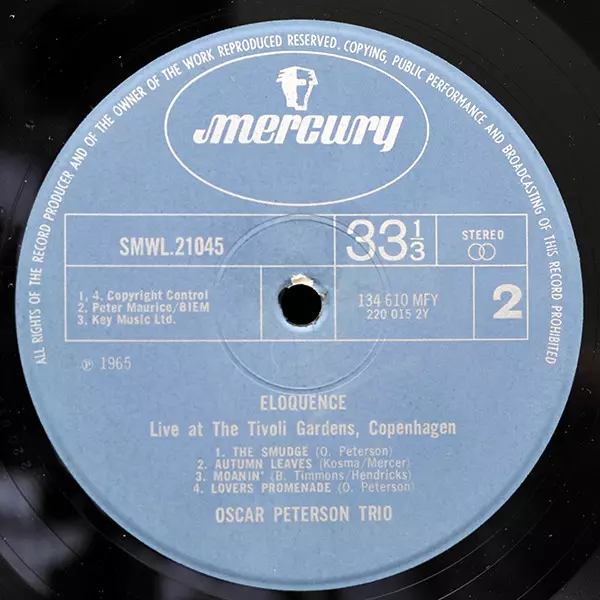 ALL RIGHTS OF THE RECORD PRODUCER AND OF THE OWNER OF THE WORK REPRODUCED RESERVED. COPYING, PUBLIC PERFORMANCE AND BROADCASTING OF THIS RECORD PROHIBITED
mercury
SMWL.21045
33 1/3
STEREO
1, 4. Copyright Control
2. Peter Maurice/BIEM
3. Key Music Ltd.
134 610 MFY
220 015 2Y
2
℗ 1965
ELOQUENCE
Live at The Tivoli Gardens, Copenhagen
1. THE SMUDGE (O. Peterson)
2. AUTUMN LEAVES (Kosma/Mercer)
3. MOANIN' (B. Timmons/Hendricks)
4. LOVERS PROMENADE (O. Peterson)
OSCAR PETERSON TRIO